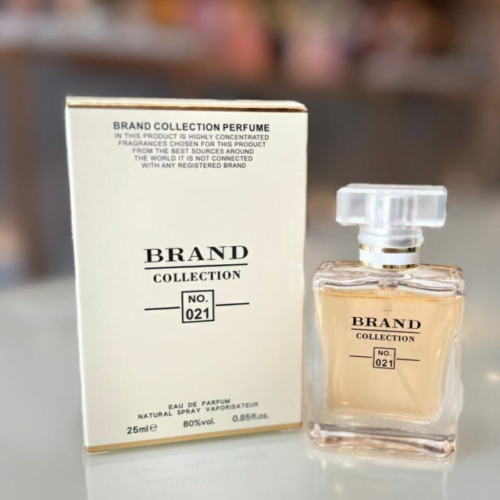 BRAND COLLECTION PERFUME
IN THIS PRODUCT IS HIGHLY CONCENTRATED
FRAGRANCES CHOSEN FOR THIS PRODUCT
FROM THE BEST SOURCES AROUND
THE WORLD IT IS NOT CONNECTED
WITH ANY REGISTERED BRAND
BRAND
COLLECTION
NO.
021
EAU DE PARFUM
NATURAL SPRAY VAPORISATEUR
25ml℮ 80%vol. 0.85fl.oz.
BRAND
COLLECTION
NO.
021